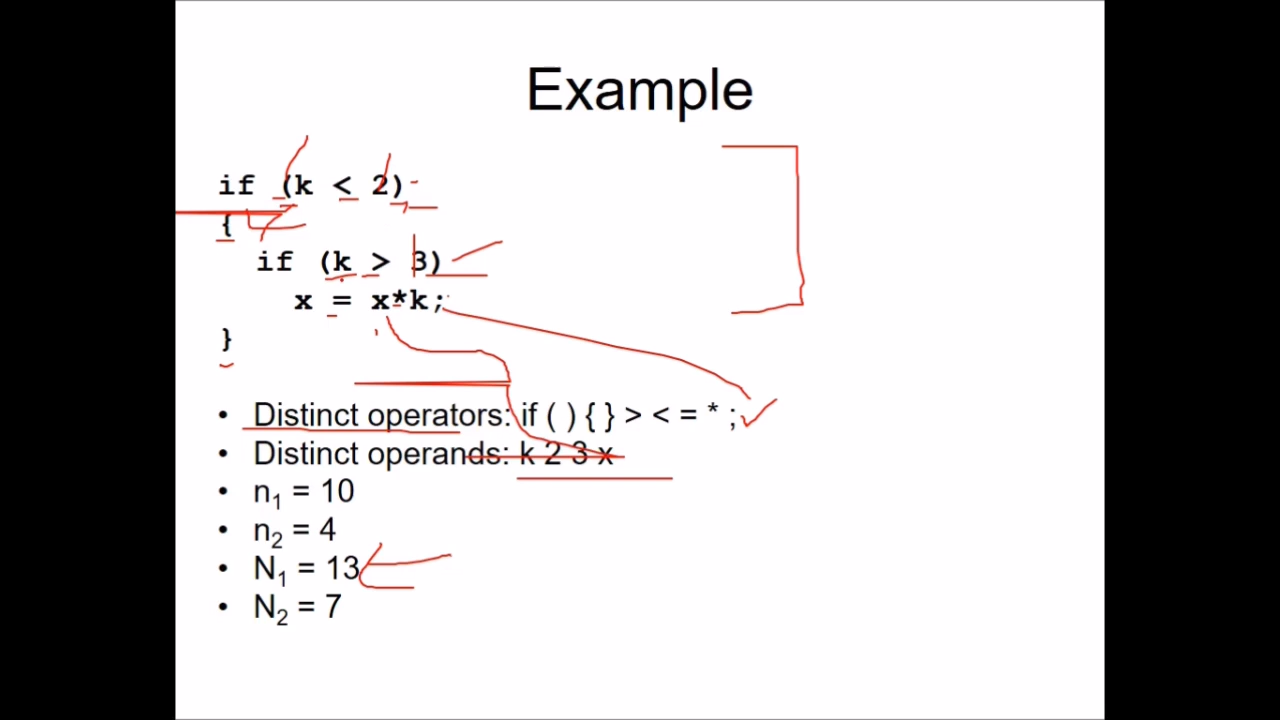 Example
if (k < 2)
{
if (k > 3)
x = x*k;
}
• Distinct operators: if ( ) { } > < = * ;
• Distinct operands: k 2 3 x
• n₁ = 10
• n₂ = 4
• N₁ = 13
• N₂ = 7